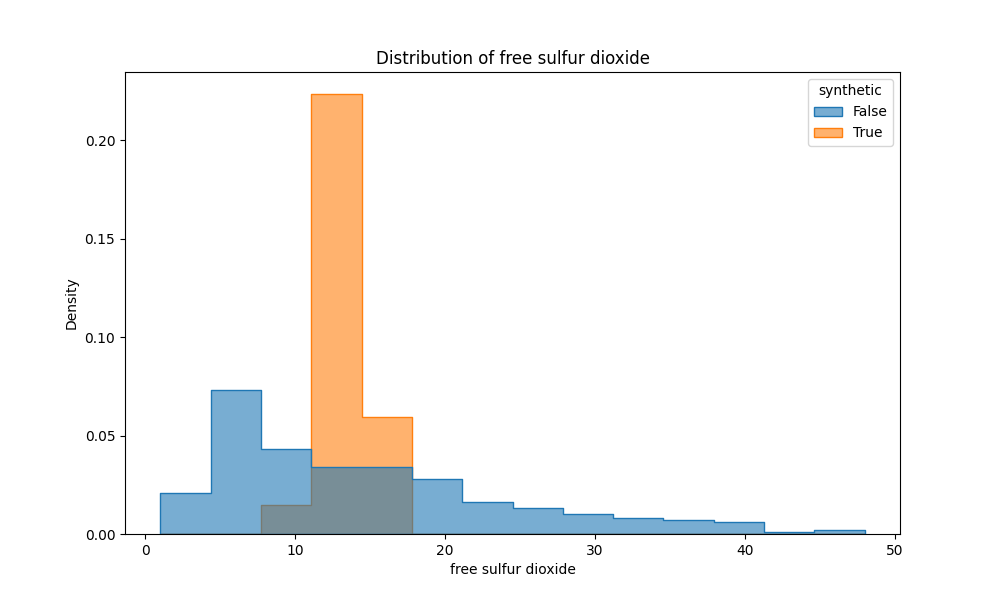 Distribution of free sulfur dioxide
synthetic
False
True
Density
0.20
0.15
0.10
0.05
0.00
0 10 20 30 40 50
free sulfur dioxide